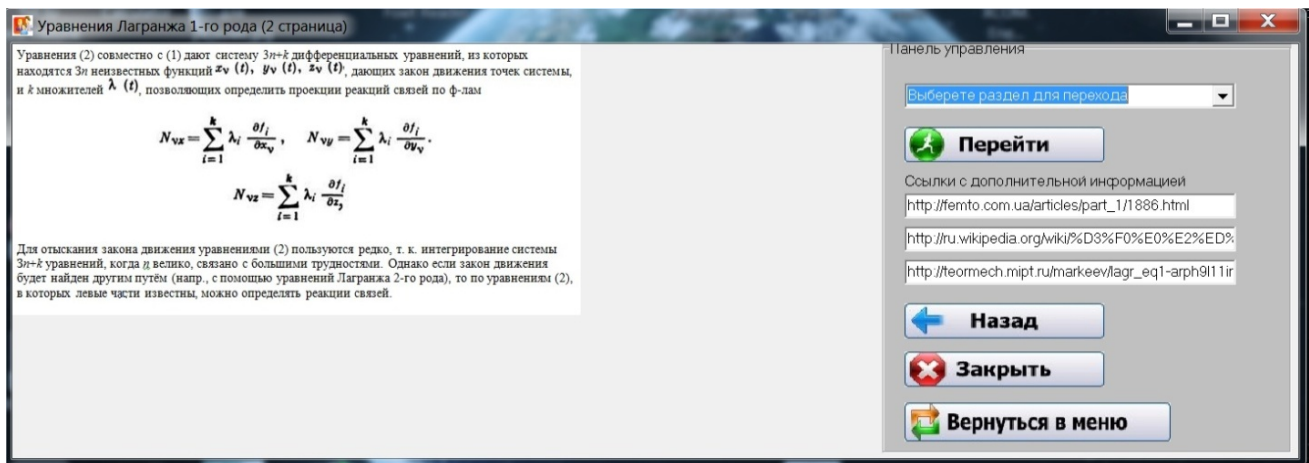 Уравнения Лагранжа 1-го рода (2 страница)
Уравнения (2) совместно с (1) дают систему 3n+k дифференциальных уравнений, из которых
находятся 3n неизвестных функций xν (t), yν (t), zν (t), дающих закон движения точек системы,
и k множителей λ (t), позволяющих определить проекции реакций связей по ф-лам
Nνx = ∑ᵢ₌₁ᵏ λi ∂fi/∂xν , Nνy = ∑ᵢ₌₁ᵏ λi ∂fi/∂yν .
Nνz = ∑ᵢ₌₁ᵏ λi ∂fi/∂zν
Для отыскания закона движения уравнениями (2) пользуются редко, т. к. интегрирование системы
3n+k уравнений, когда n велико, связано с большими трудностями. Однако если закон движения
будет найден другим путём (напр., с помощью уравнений Лагранжа 2-го рода), то по уравнениям (2),
в которых левые части известны, можно определять реакции связей.
Панель управления
Выберете раздел для перехода
Перейти
Ссылки с дополнительной информацией
http://femto.com.ua/articles/part_1/1886.html
http://ru.wikipedia.org/wiki/%D3%F0%E0%E2%ED%
http://teormech.mipt.ru/markeev/lagr_eq1-arph9l11ir
Назад
Закрыть
Вернуться в меню